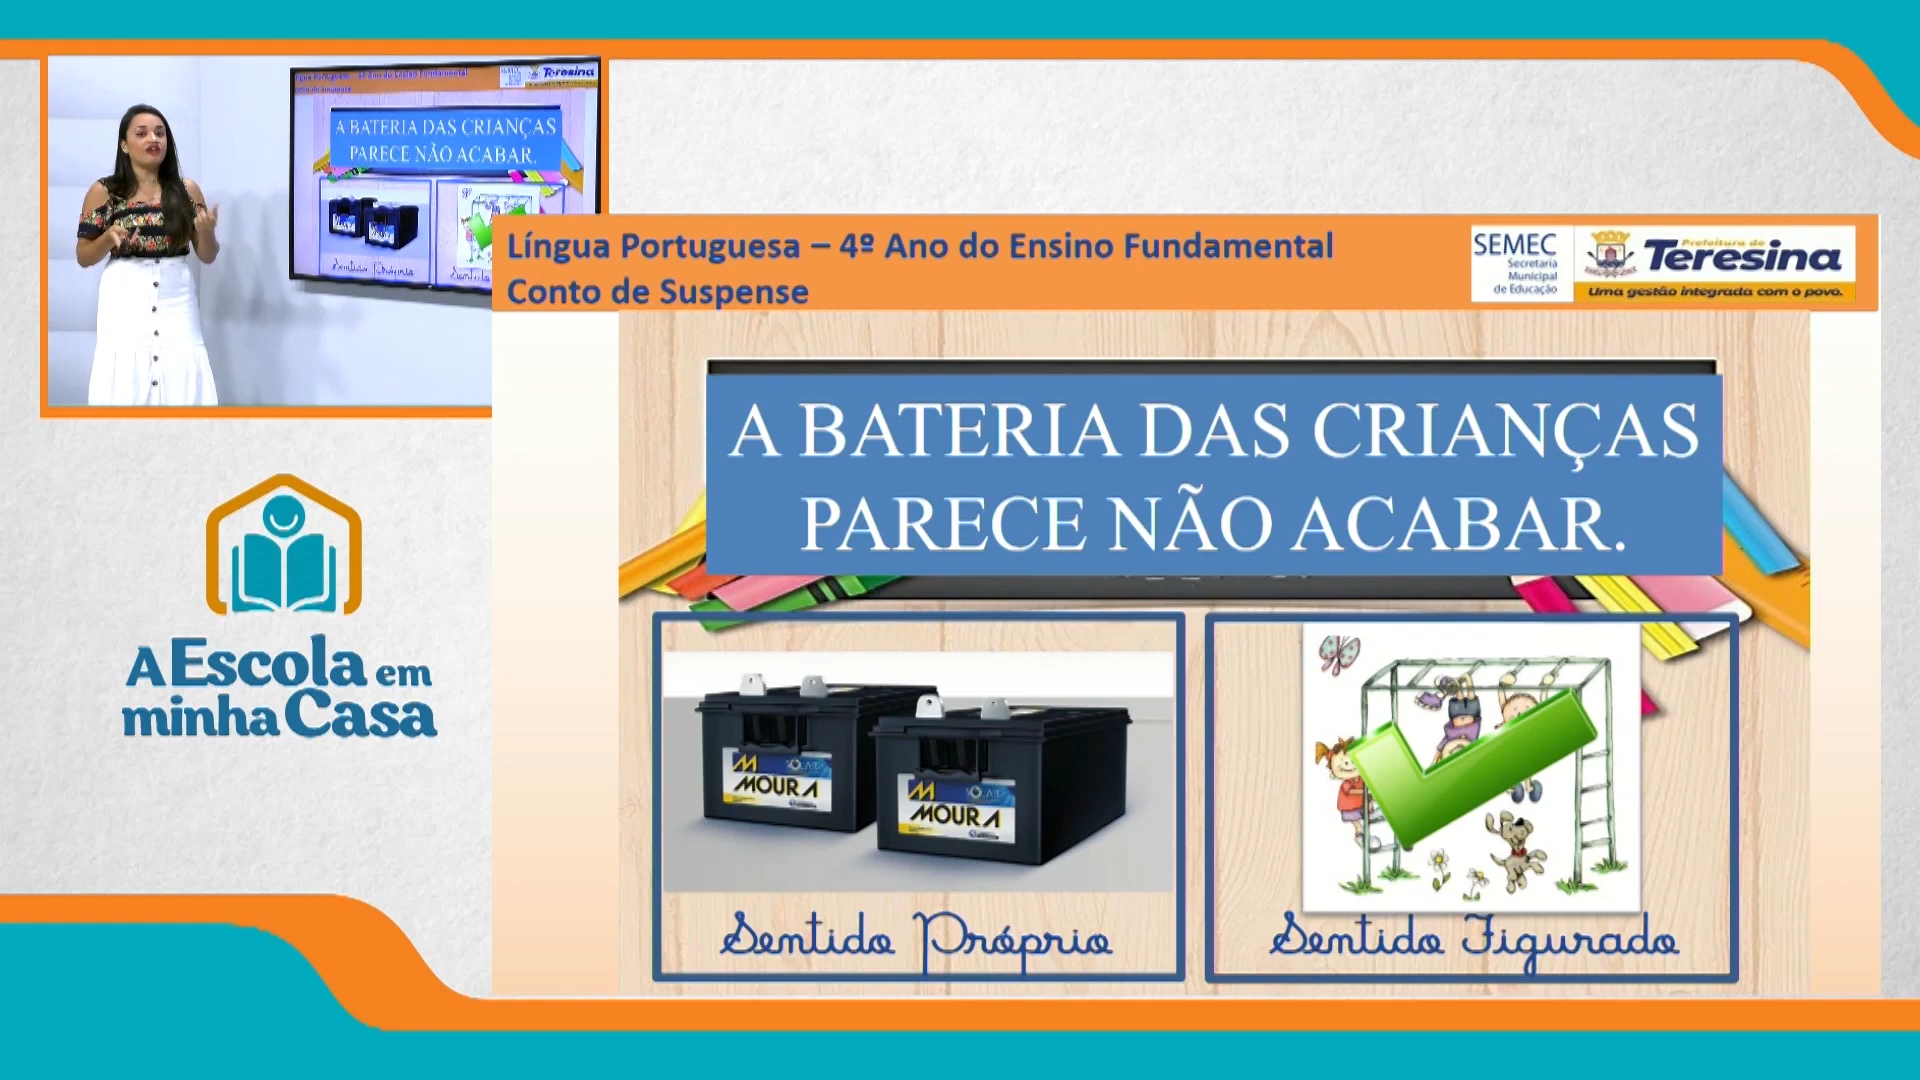 Língua Portuguesa – 4º Ano do Ensino Fundamental
Conto de Suspense
SEMEC
Secretaria
Municipal
de Educação
Prefeitura de
Teresina
Uma gestão integrada com o povo.
A BATERIA DAS CRIANÇAS
PARECE NÃO ACABAR.
A BATERIA DAS CRIANÇAS
PARECE NÃO ACABAR.
Sentido Próprio
MOURA
MOURA
Sentido Próprio
Sentido Figurado
A Escola em
minha Casa